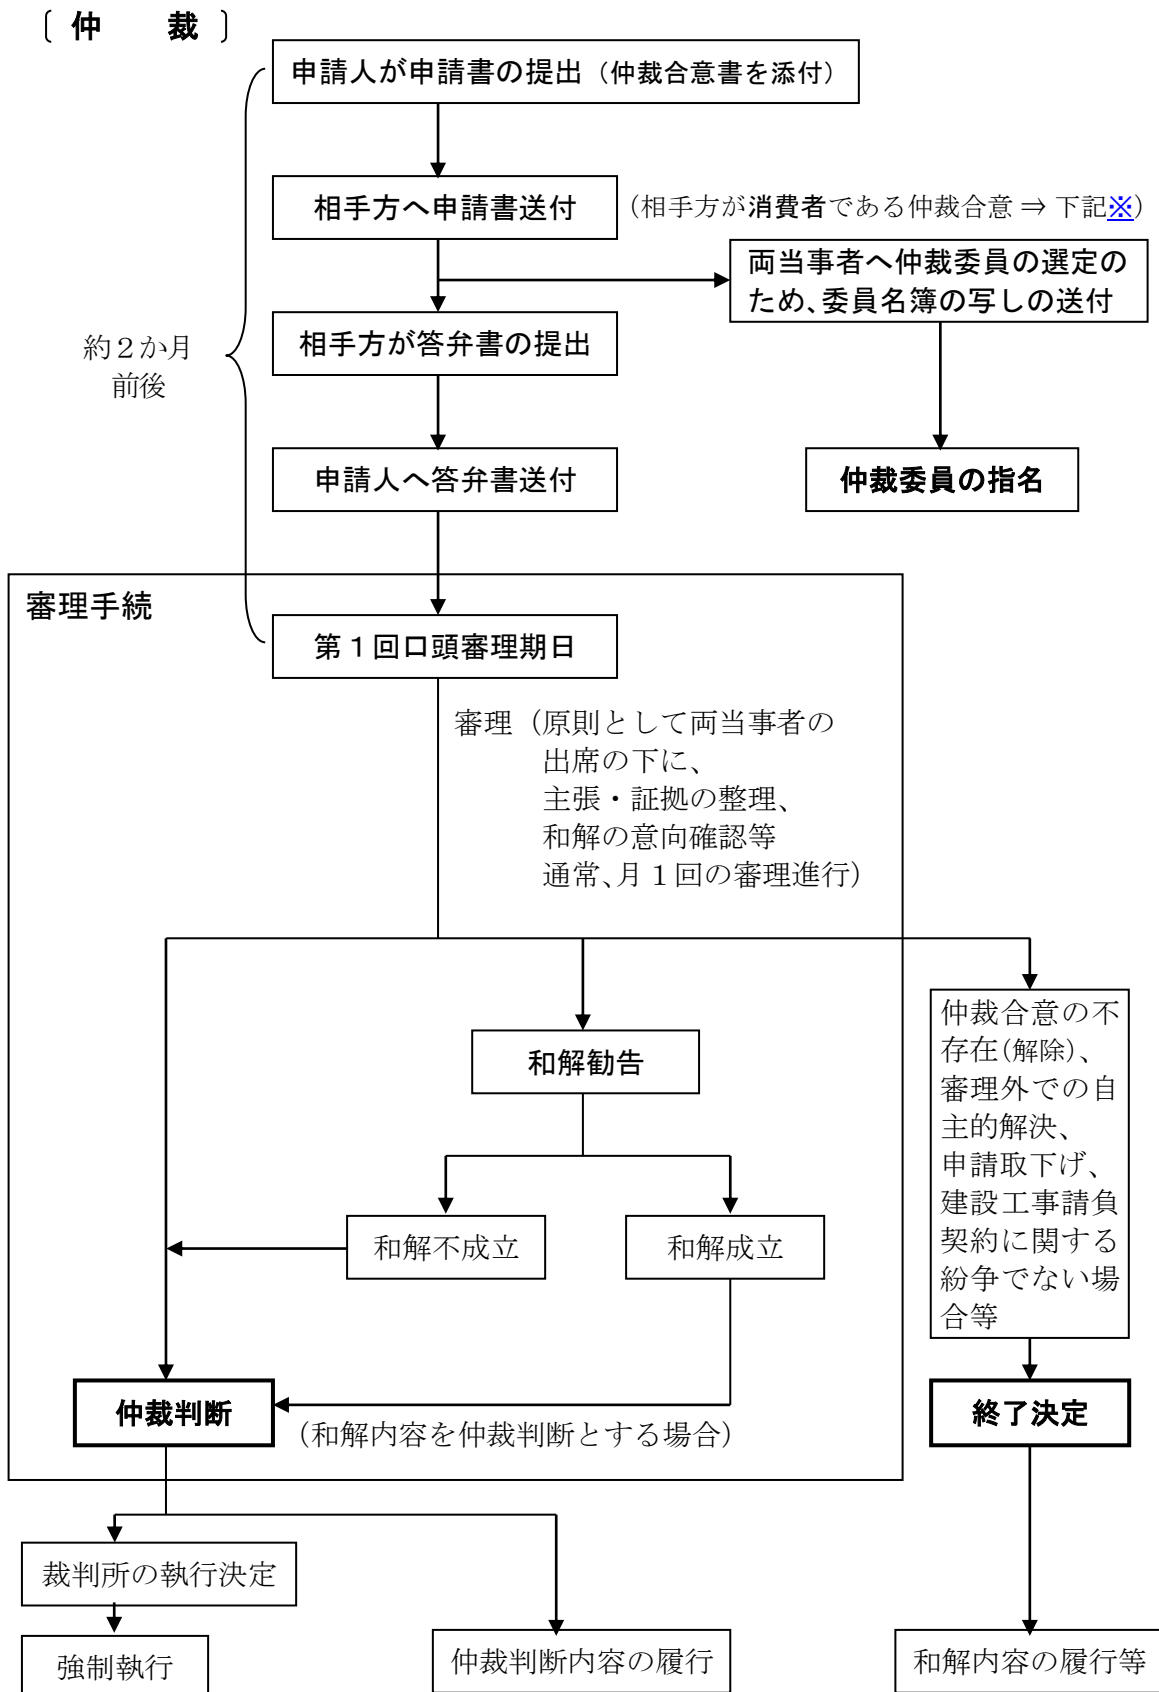 〔 仲　　裁 〕
申請人が申請書の提出（仲裁合意書を添付）
相手方へ申請書送付
（相手方が消費者である仲裁合意 ⇒ 下記※）
両当事者へ仲裁委員の選定の
ため、委員名簿の写しの送付
相手方が答弁書の提出
約２か月
前後
申請人へ答弁書送付
仲裁委員の指名
審理手続
第１回口頭審理期日
審理（原則として両当事者の
出席の下に、
主張・証拠の整理、
和解の意向確認等
通常、月１回の審理進行）
和解勧告
仲裁合意の不
存在（解除）、
審理外での自
主的解決、
申請取下げ、
建設工事請負
契約に関する
紛争でない場
合等
和解不成立
和解成立
仲裁判断
（和解内容を仲裁判断とする場合）
終了決定
裁判所の執行決定
強制執行
仲裁判断内容の履行
和解内容の履行等